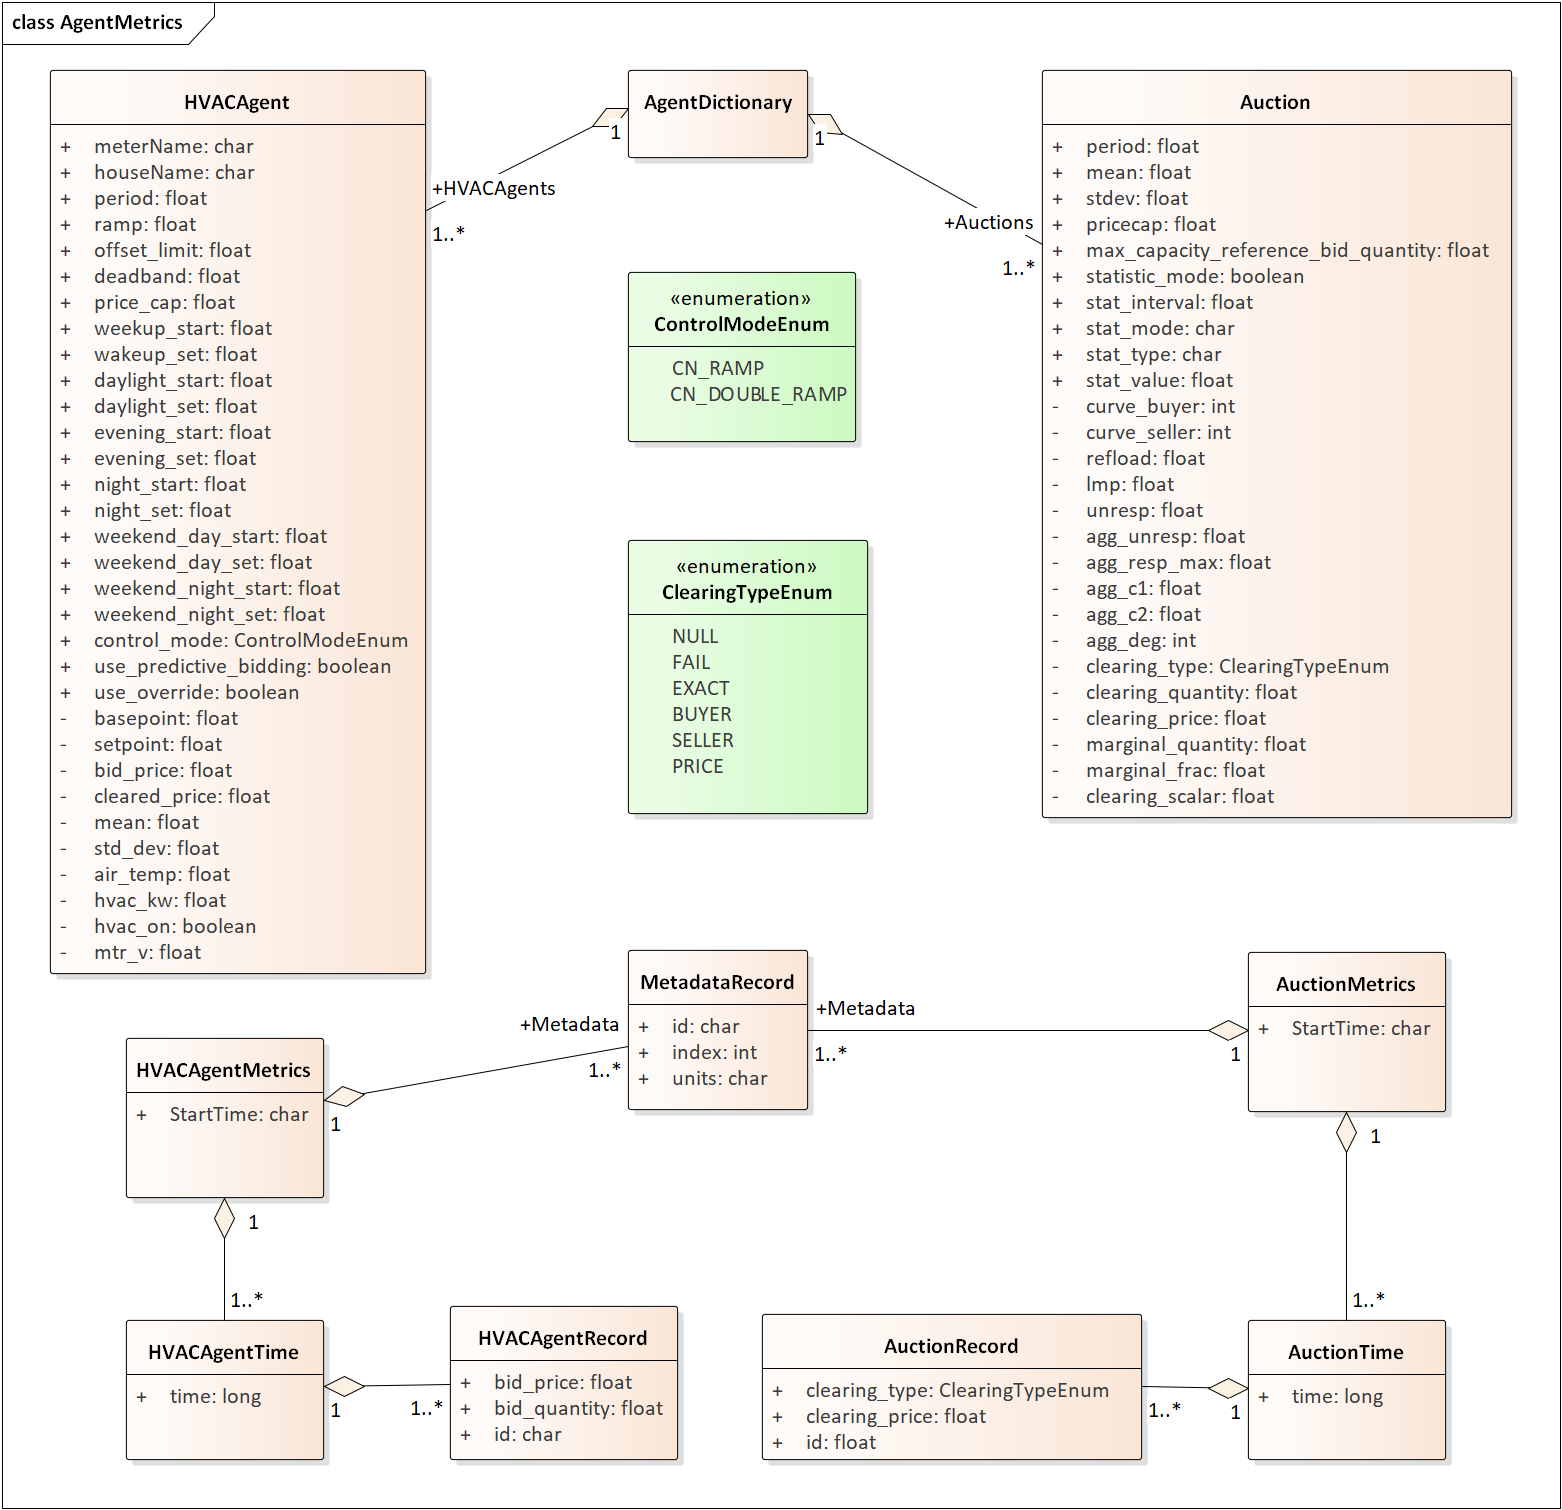 class AgentMetrics
HVACAgent
+ meterName: char
+ houseName: char
+ period: float
+ ramp: float
+ offset_limit: float
+ deadband: float
+ price_cap: float
+ weekup_start: float
+ wakeup_set: float
+ daylight_start: float
+ daylight_set: float
+ evening_start: float
+ evening_set: float
+ night_start: float
+ night_set: float
+ weekend_day_start: float
+ weekend_day_set: float
+ weekend_night_start: float
+ weekend_night_set: float
+ control_mode: ControlModeEnum
+ use_predictive_bidding: boolean
+ use_override: boolean
- basepoint: float
- setpoint: float
- bid_price: float
- cleared_price: float
- mean: float
- std_dev: float
- air_temp: float
- hvac_kw: float
- hvac_on: boolean
- mtr_v: float
AgentDictionary
1
1
+HVACAgents
1..*
+Auctions
1..*
Auction
+ period: float
+ mean: float
+ stdev: float
+ pricecap: float
+ max_capacity_reference_bid_quantity: float
+ statistic_mode: boolean
+ stat_interval: float
+ stat_mode: char
+ stat_type: char
+ stat_value: float
- curve_buyer: int
- curve_seller: int
- refload: float
- lmp: float
- unresp: float
- agg_unresp: float
- agg_resp_max: float
- agg_c1: float
- agg_c2: float
- agg_deg: int
- clearing_type: ClearingTypeEnum
- clearing_quantity: float
- clearing_price: float
- marginal_quantity: float
- marginal_frac: float
- clearing_scalar: float
«enumeration»
ControlModeEnum
CN_RAMP
CN_DOUBLE_RAMP
«enumeration»
ClearingTypeEnum
NULL
FAIL
EXACT
BUYER
SELLER
PRICE
MetadataRecord
+ id: char
+ index: int
+ units: char
+Metadata
1..*
+Metadata
1..*
HVACAgentMetrics
+ StartTime: char
1
1
1..*
AuctionMetrics
+ StartTime: char
1
1
1..*
HVACAgentTime
+ time: long
1
1..*
HVACAgentRecord
+ bid_price: float
+ bid_quantity: float
+ id: char
AuctionRecord
+ clearing_type: ClearingTypeEnum
+ clearing_price: float
+ id: float
1..*
1
AuctionTime
+ time: long